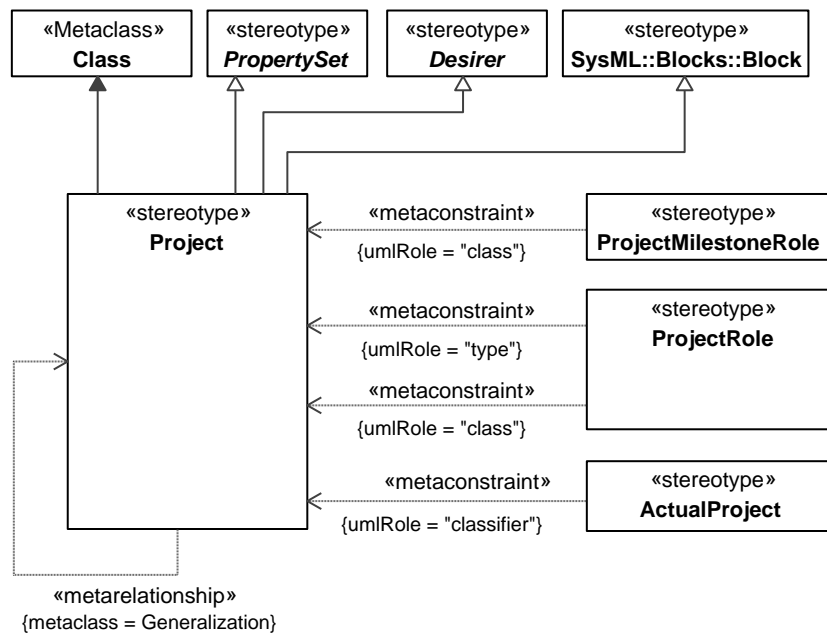 «Metaclass»
Class
«stereotype»
PropertySet
«stereotype»
Desirer
«stereotype»
SysML::Blocks::Block
«stereotype»
Project
«metaconstraint»
{umlRole = "class"}
«stereotype»
ProjectMilestoneRole
«metaconstraint»
{umlRole = "type"}
«stereotype»
ProjectRole
«metaconstraint»
{umlRole = "class"}
«metaconstraint»
{umlRole = "classifier"}
«stereotype»
ActualProject
«metarelationship»
{metaclass = Generalization}